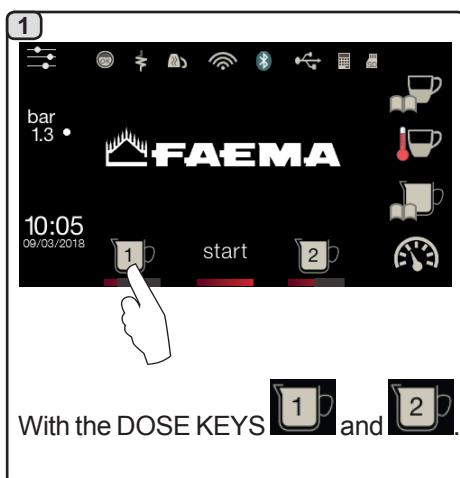 1
OK
bar
1.3
FAEMA
10:05
09/03/2018
1 start 2
With the DOSE KEYS 1 and 2.